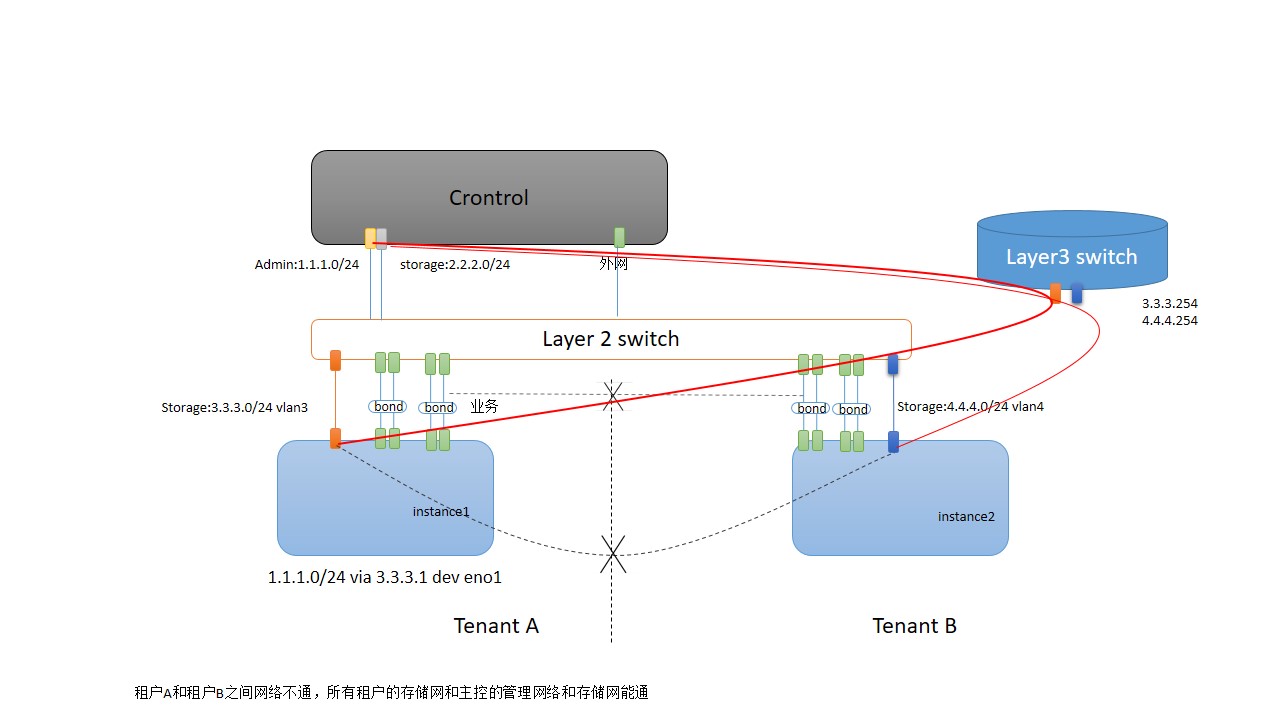 Crontrol
Admin:1.1.1.0/24
storage:2.2.2.0/24
外网
Layer3 switch
3.3.3.254
4.4.4.254
Layer 2 switch
Storage:3.3.3.0/24 vlan3
bond
bond
业务
bond
bond
Storage:4.4.4.0/24 vlan4
instance1
instance2
1.1.1.0/24 via 3.3.3.1 dev eno1
Tenant A
Tenant B
租户A和租户B之间网络不通，所有租户的存储网和主控的管理网络和存储网能通